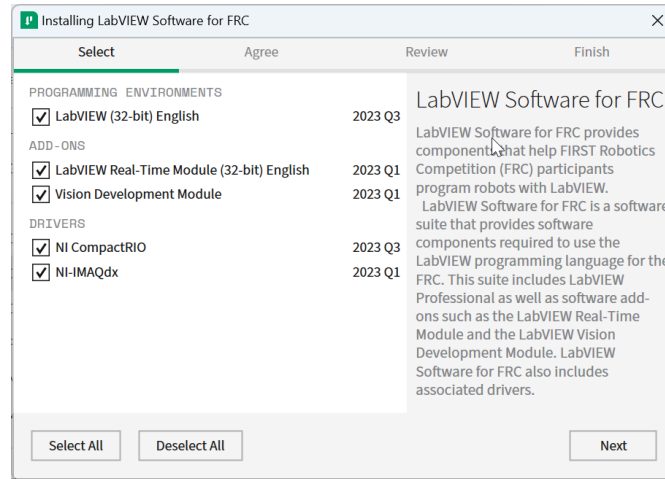 Installing LabVIEW Software for FRC
Select
Agree
Review
Finish
PROGRAMMING ENVIRONMENTS
LabVIEW (32-bit) English 2023 Q3
ADD-ONS
LabVIEW Real-Time Module (32-bit) English 2023 Q1
Vision Development Module 2023 Q1
DRIVERS
NI CompactRIO 2023 Q3
NI-IMAQdx 2023 Q1
LabVIEW Software for FRC
LabVIEW Software for FRC provides
components that help FIRST Robotics
Competition (FRC) participants
program robots with LabVIEW.
LabVIEW Software for FRC is a software
suite that provides software
components required to use the
LabVIEW programming language for the
FRC. This suite includes LabVIEW
Professional as well as software add-
ons such as the LabVIEW Real-Time
Module and the LabVIEW Vision
Development Module. LabVIEW
Software for FRC also includes
associated drivers.
Select All
Deselect All
Next